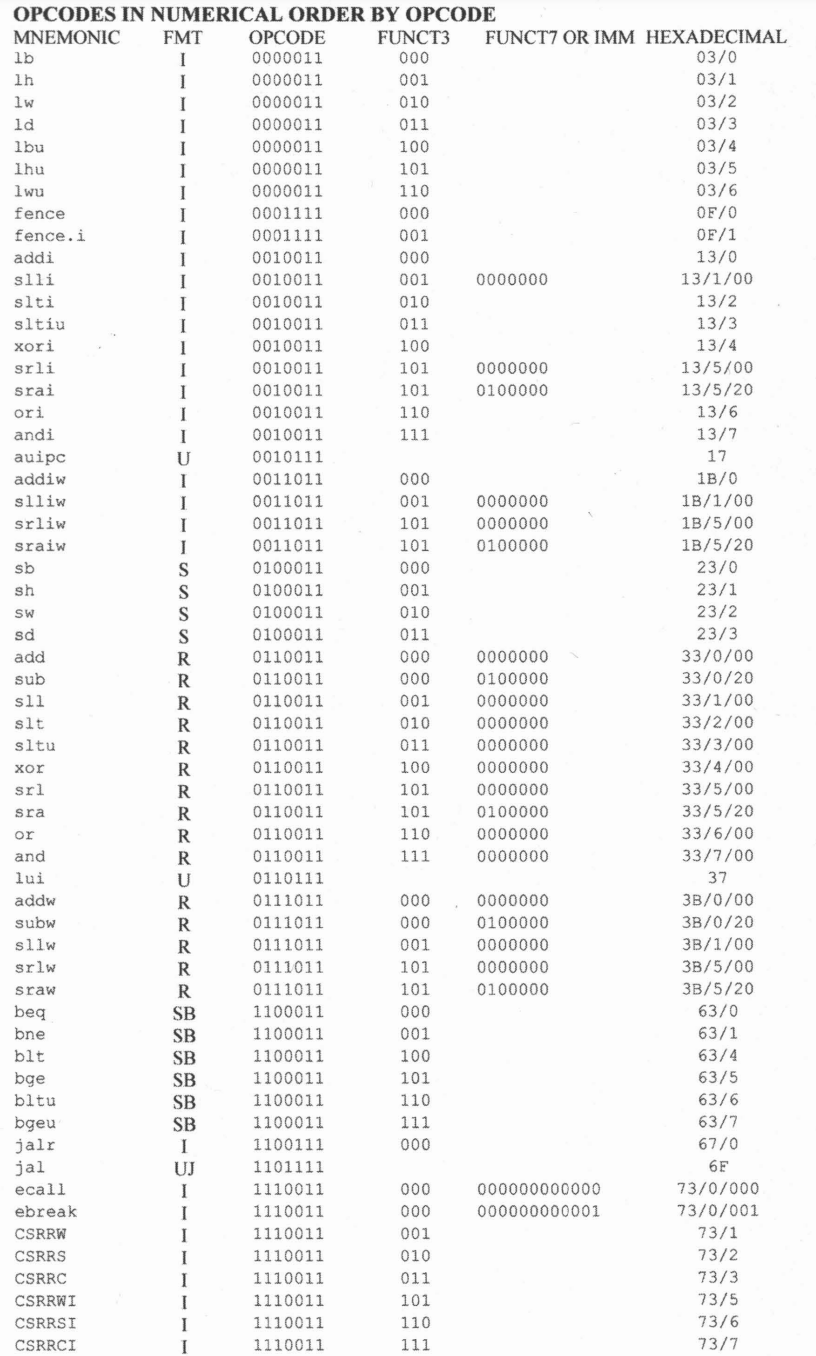 OPCODES IN NUMERICAL ORDER BY OPCODE
MNEMONIC FMT OPCODE FUNCT3 FUNCT7 OR IMM HEXADECIMAL
lb I 0000011 000 03/0
lh I 0000011 001 03/1
lw I 0000011 010 03/2
ld I 0000011 011 03/3
lbu I 0000011 100 03/4
lhu I 0000011 101 03/5
lwu I 0000011 110 03/6
fence I 0001111 000 0F/0
fence.i I 0001111 001 0F/1
addi I 0010011 000 13/0
slli I 0010011 001 0000000 13/1/00
slti I 0010011 010 13/2
sltiu I 0010011 011 13/3
xori I 0010011 100 13/4
srli I 0010011 101 0000000 13/5/00
srai I 0010011 101 0100000 13/5/20
ori I 0010011 110 13/6
andi I 0010011 111 13/7
auipc U 0010111 17
addiw I 0011011 000 1B/0
slliw I 0011011 001 0000000 1B/1/00
srliw I 0011011 101 0000000 1B/5/00
sraiw I 0011011 101 0100000 1B/5/20
sb S 0100011 000 23/0
sh S 0100011 001 23/1
sw S 0100011 010 23/2
sd S 0100011 011 23/3
add R 0110011 000 0000000 33/0/00
sub R 0110011 000 0100000 33/0/20
sll R 0110011 001 0000000 33/1/00
slt R 0110011 010 0000000 33/2/00
sltu R 0110011 011 0000000 33/3/00
xor R 0110011 100 0000000 33/4/00
srl R 0110011 101 0000000 33/5/00
sra R 0110011 101 0100000 33/5/20
or R 0110011 110 0000000 33/6/00
and R 0110011 111 0000000 33/7/00
lui U 0110111 37
addw R 0111011 000 0000000 3B/0/00
subw R 0111011 000 0100000 3B/0/20
sllw R 0111011 001 0000000 3B/1/00
srlw R 0111011 101 0000000 3B/5/00
sraw R 0111011 101 0100000 3B/5/20
beq SB 1100011 000 63/0
bne SB 1100011 001 63/1
blt SB 1100011 100 63/4
bge SB 1100011 101 63/5
bltu SB 1100011 110 63/6
bgeu SB 1100011 111 63/7
jalr I 1100111 000 67/0
jal UJ 1101111 6F
ecall I 1110011 000 000000000000 73/0/000
ebreak I 1110011 000 000000000001 73/0/001
CSRRW I 1110011 001 73/1
CSRRS I 1110011 010 73/2
CSRRC I 1110011 011 73/3
CSRRWI I 1110011 101 73/5
CSRRSI I 1110011 110 73/6
CSRRCI I 1110011 111 73/7